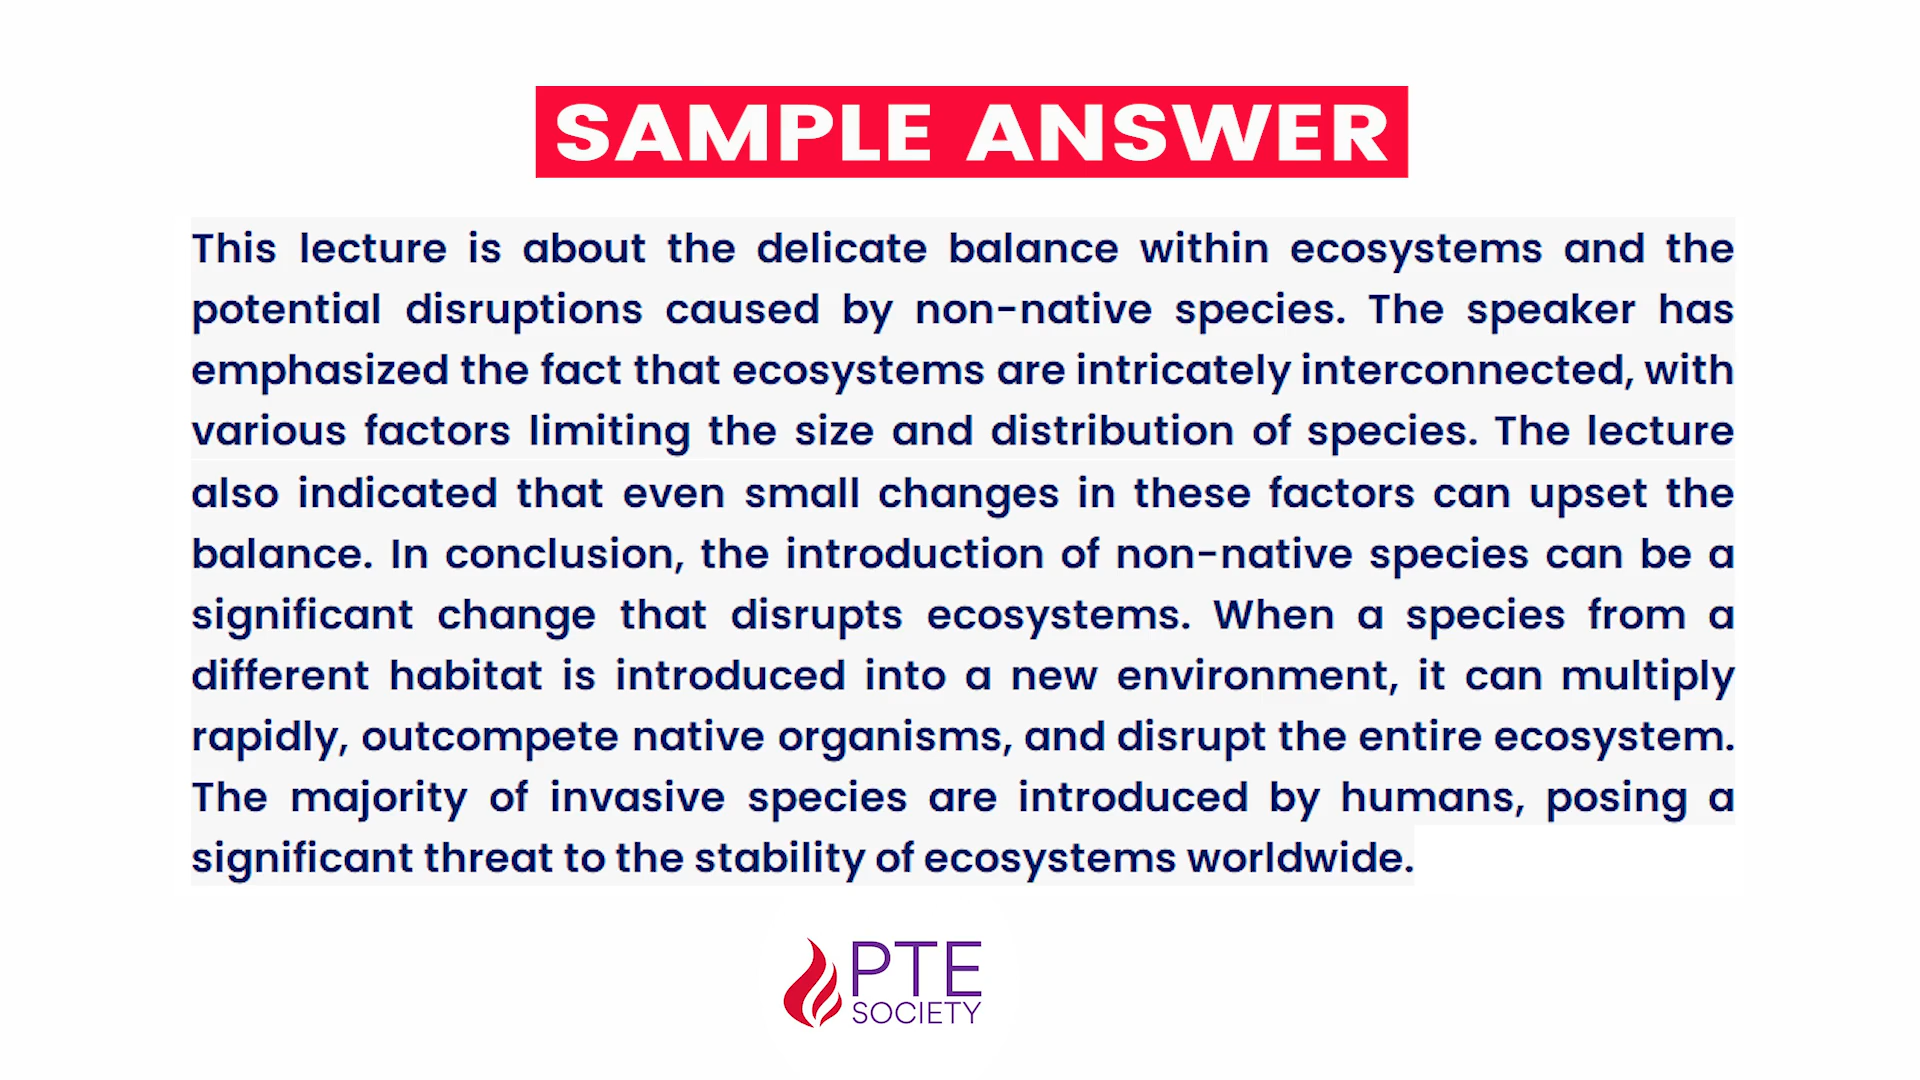 SAMPLE ANSWER
This lecture is about the delicate balance within ecosystems and the
potential disruptions caused by non-native species. The speaker has
emphasized the fact that ecosystems are intricately interconnected, with
various factors limiting the size and distribution of species. The lecture
also indicated that even small changes in these factors can upset the
balance. In conclusion, the introduction of non-native species can be a
significant change that disrupts ecosystems. When a species from a
different habitat is introduced into a new environment, it can multiply
rapidly, outcompete native organisms, and disrupt the entire ecosystem.
The majority of invasive species are introduced by humans, posing a
significant threat to the stability of ecosystems worldwide.
PTE
SOCIETY